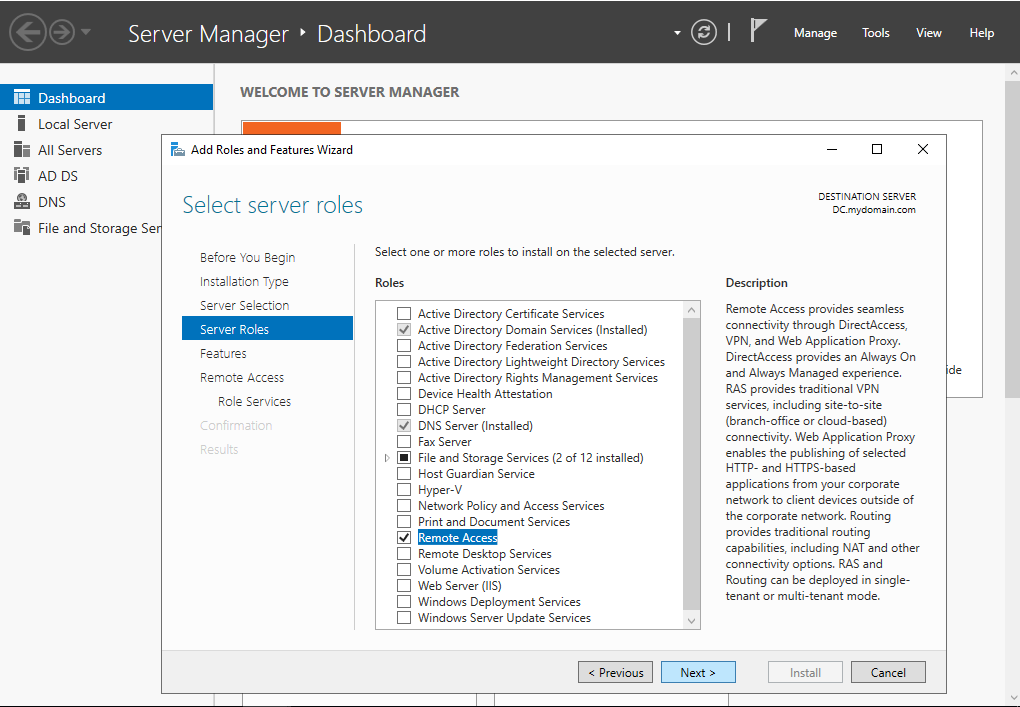 Server Manager ‣ Dashboard
Manage Tools View Help
Dashboard
Local Server
All Servers
AD DS
DNS
File and Storage Ser
WELCOME TO SERVER MANAGER
Add Roles and Features Wizard
Select server roles
DESTINATION SERVER
DC.mydomain.com
Before You Begin
Installation Type
Server Selection
Server Roles
Features
Remote Access
Role Services
Confirmation
Results
Select one or more roles to install on the selected server.
Roles
Active Directory Certificate Services
Active Directory Domain Services (Installed)
Active Directory Federation Services
Active Directory Lightweight Directory Services
Active Directory Rights Management Services
Device Health Attestation
DHCP Server
DNS Server (Installed)
Fax Server
File and Storage Services (2 of 12 installed)
Host Guardian Service
Hyper-V
Network Policy and Access Services
Print and Document Services
Remote Access
Remote Desktop Services
Volume Activation Services
Web Server (IIS)
Windows Deployment Services
Windows Server Update Services
Description
Remote Access provides seamless
connectivity through DirectAccess,
VPN, and Web Application Proxy.
DirectAccess provides an Always On
and Always Managed experience.
RAS provides traditional VPN
services, including site-to-site
(branch-office or cloud-based)
connectivity. Web Application Proxy
enables the publishing of selected
HTTP- and HTTPS-based
applications from your corporate
network to client devices outside of
the corporate network. Routing
provides traditional routing
capabilities, including NAT and other
connectivity options. RAS and
Routing can be deployed in single-
tenant or multi-tenant mode.
ide
< Previous Next > Install Cancel